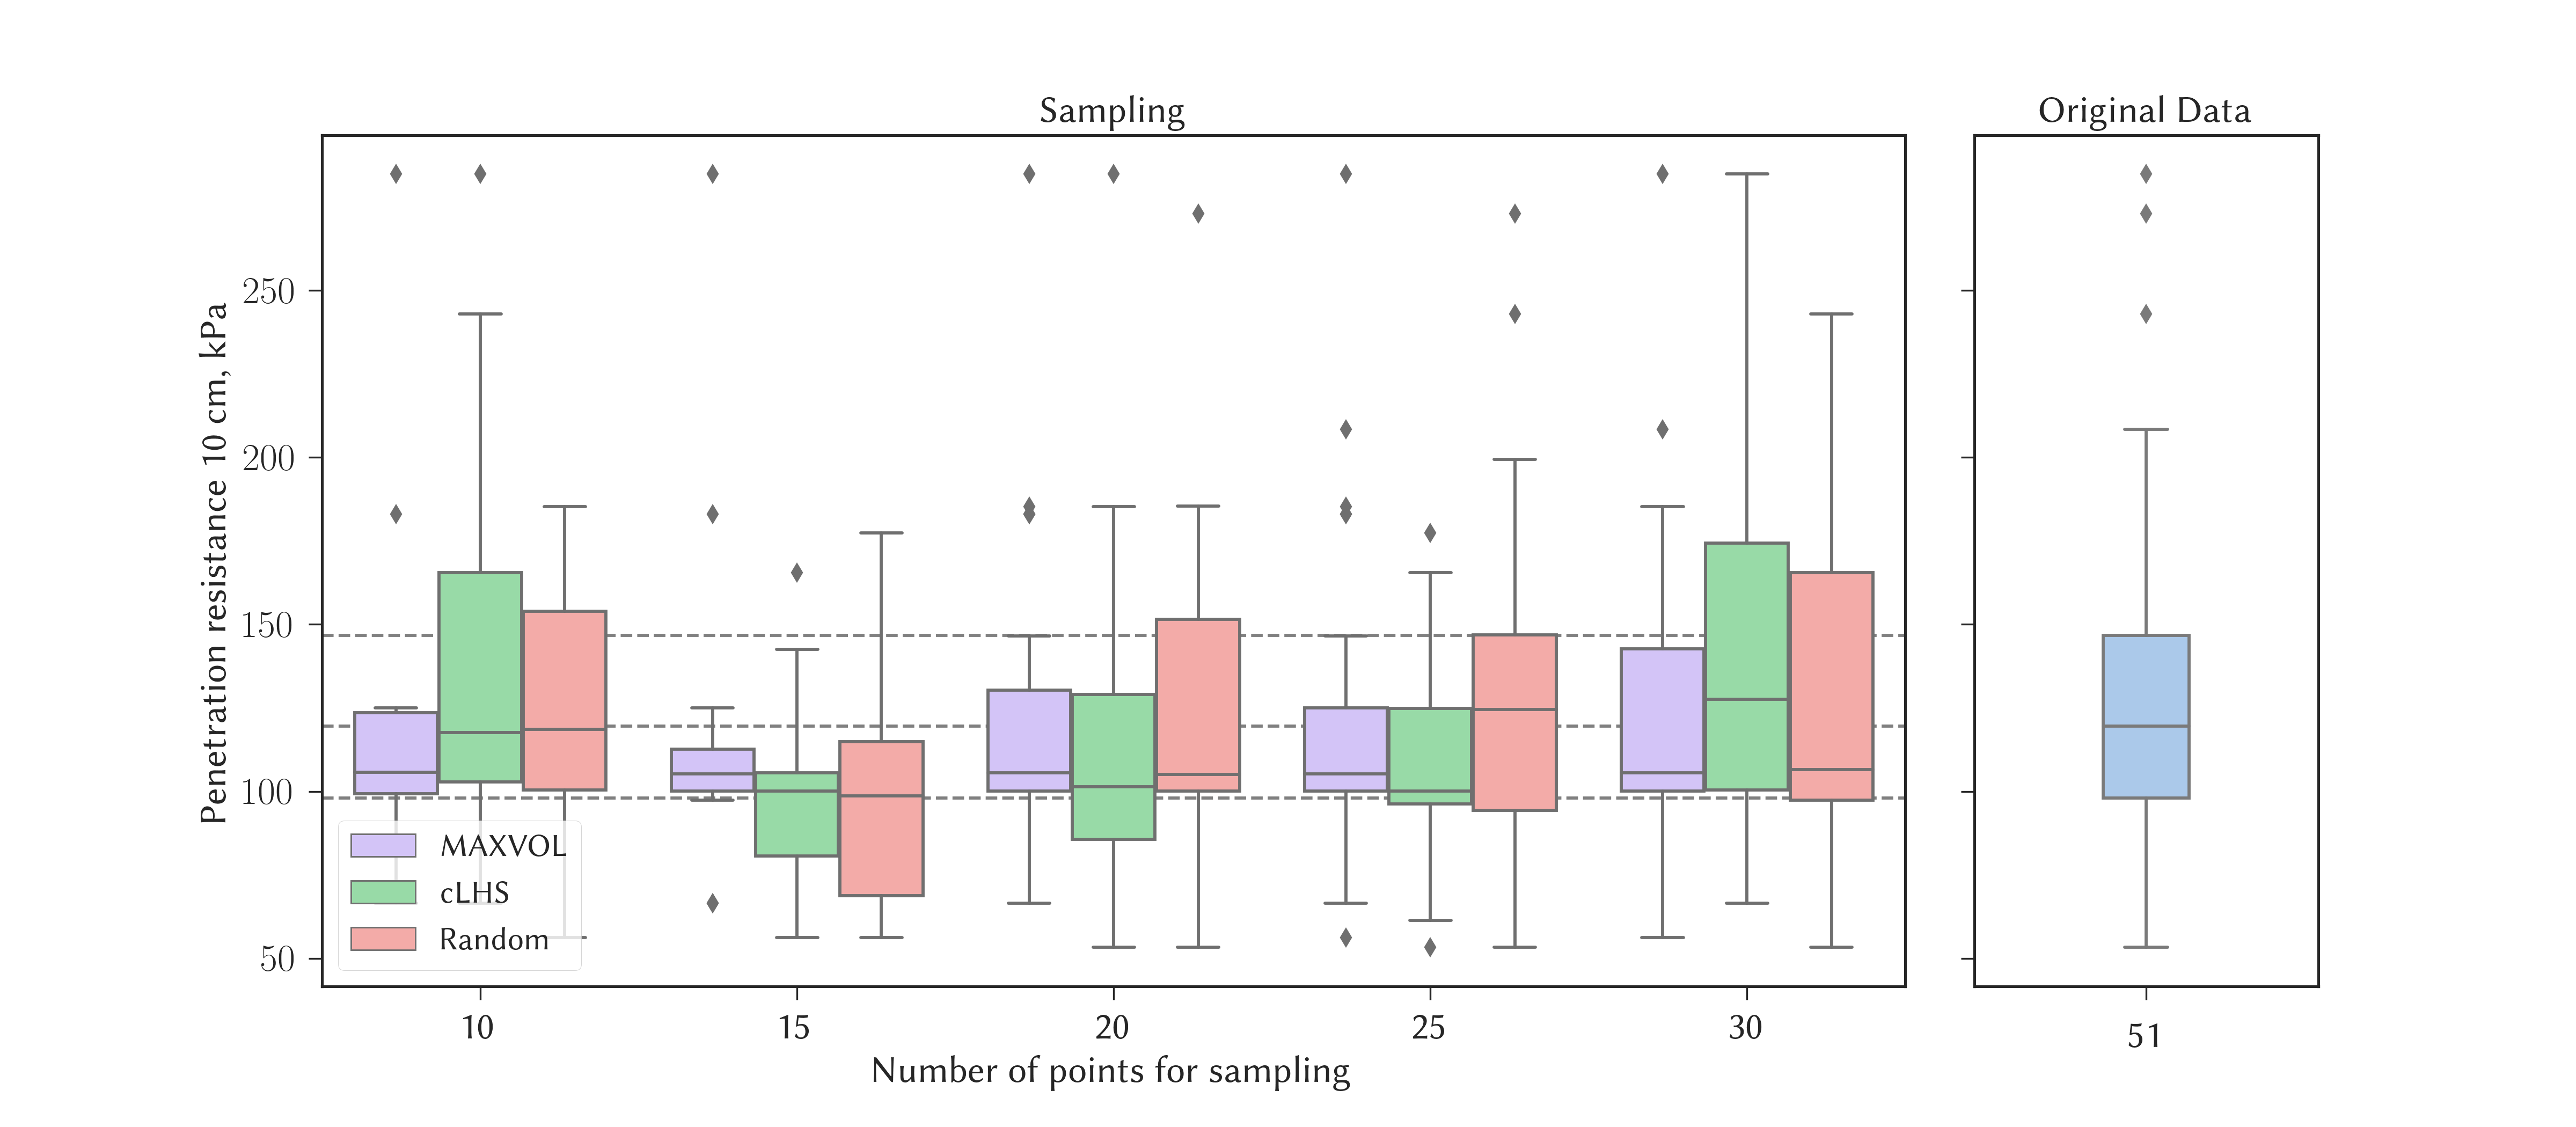 Sampling
Original Data
Penetration resistance 10 cm, kPa
250
200
150
100
50
MAXVOL
cLHS
Random
10 15 20 25 30
51
Number of points for sampling